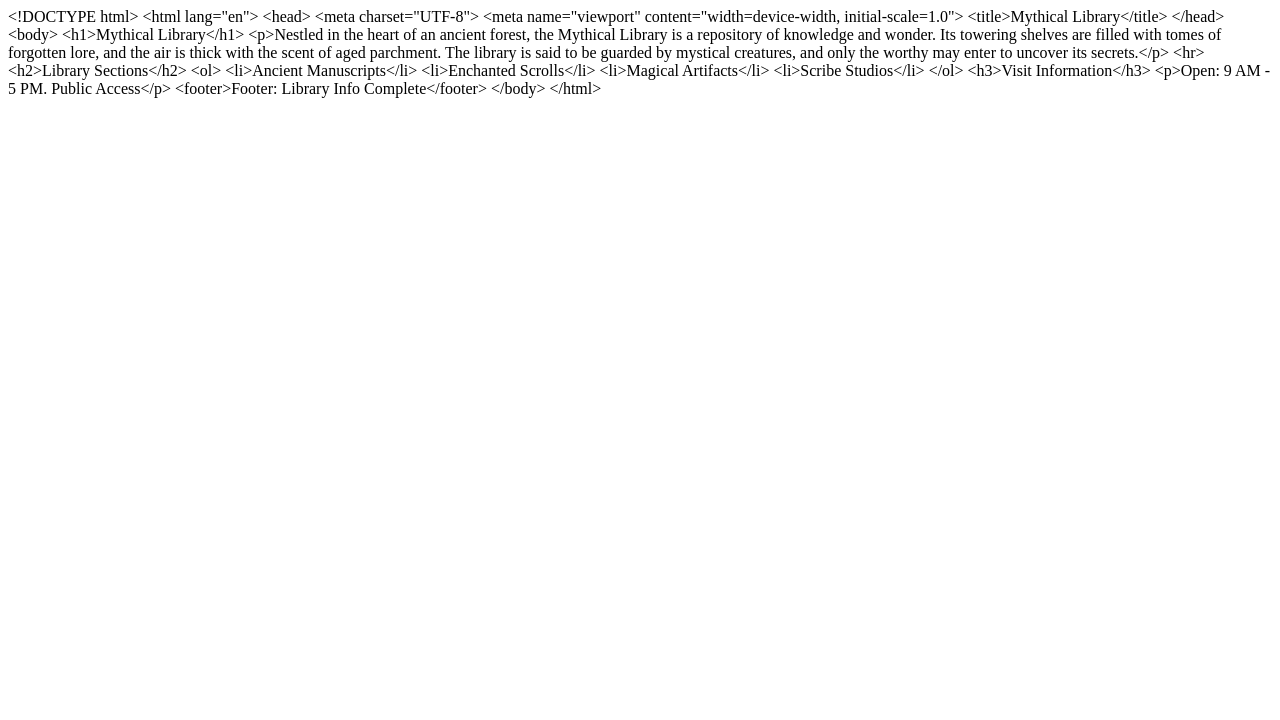 <!DOCTYPE html> <html lang="en"> <head> <meta charset="UTF-8"> <meta name="viewport" content="width=device-width, initial-scale=1.0"> <title>Mythical Library</title> </head>
<body> <h1>Mythical Library</h1> <p>Nestled in the heart of an ancient forest, the Mythical Library is a repository of knowledge and wonder. Its towering shelves are filled with tomes of
forgotten lore, and the air is thick with the scent of aged parchment. The library is said to be guarded by mystical creatures, and only the worthy may enter to uncover its secrets.</p> <hr>
<h2>Library Sections</h2> <ol> <li>Ancient Manuscripts</li> <li>Enchanted Scrolls</li> <li>Magical Artifacts</li> <li>Scribe Studios</li> </ol> <h3>Visit Information</h3> <p>Open: 9 AM -
5 PM. Public Access</p> <footer>Footer: Library Info Complete</footer> </body> </html>